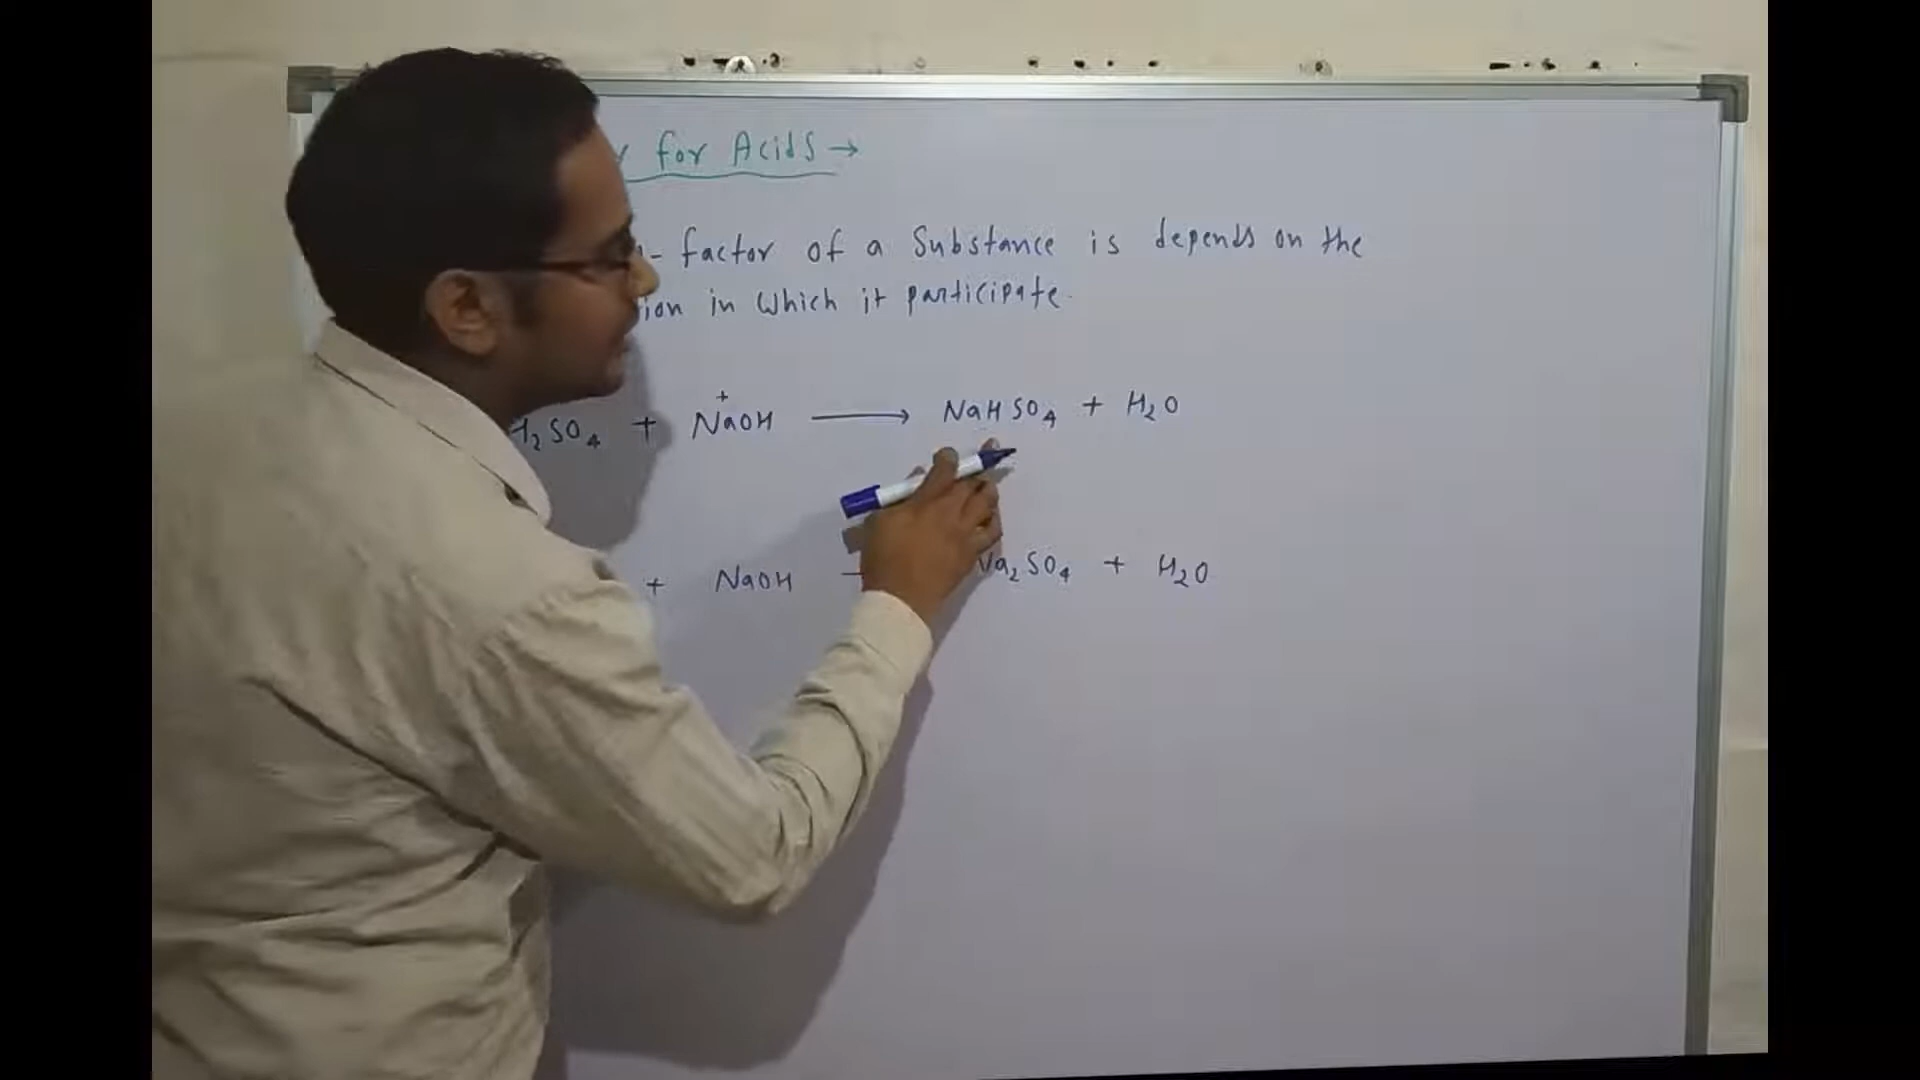 for Acids →
- factor of a Substance is depends on the
in which it participate.
H₂SO₄ + NaOH ⟶ NaHSO₄ + H₂O
+ NaOH Na₂SO₄ + H₂O